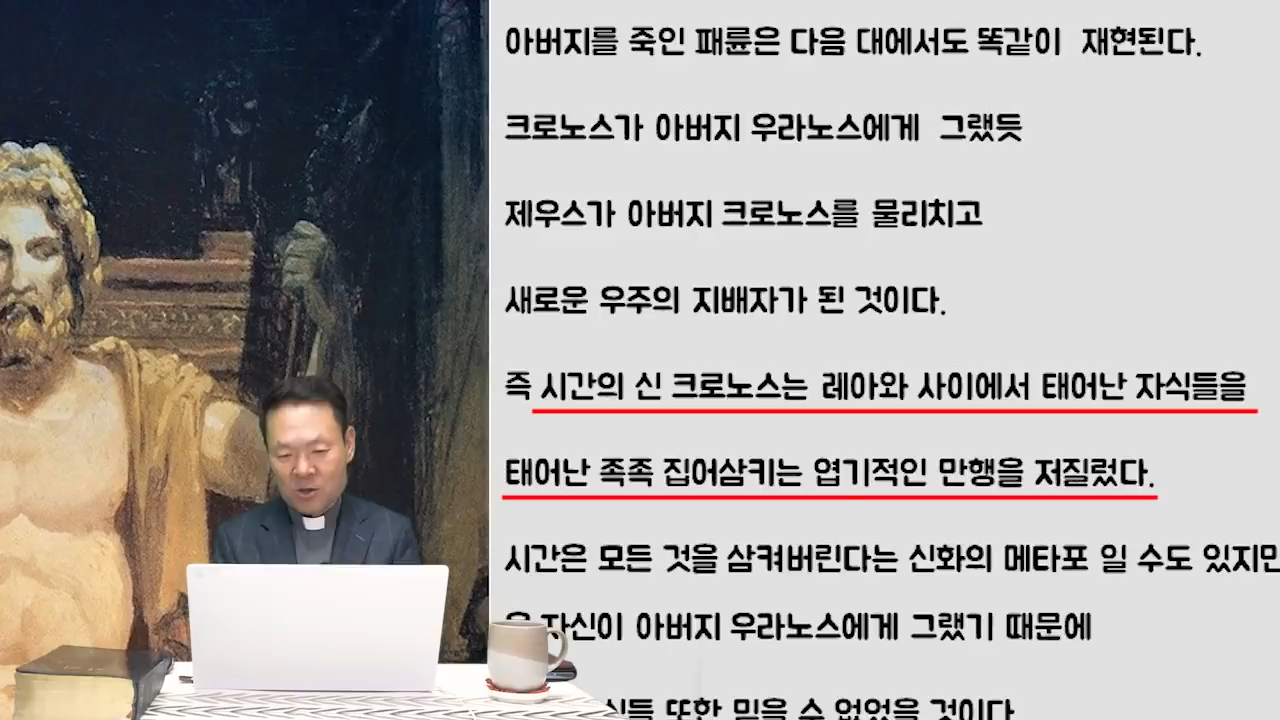 아버지를 죽인 패륜은 다음 대에서도 똑같이 재현된다.
크로노스가 아버지 우라노스에게 그랬듯
제우스가 아버지 크로노스를 물리치고
새로운 우주의 지배자가 된 것이다.
즉 시간의 신 크로노스는 레아와 사이에서 태어난 자식들을
태어난 족족 집어삼키는 엽기적인 만행을 저질렀다.
시간은 모든 것을 삼켜버린다는 신화의 메타포 일 수도 있지만
자신이 아버지 우라노스에게 그랬기 때문에
또한 믿을 수 없었을 것이다